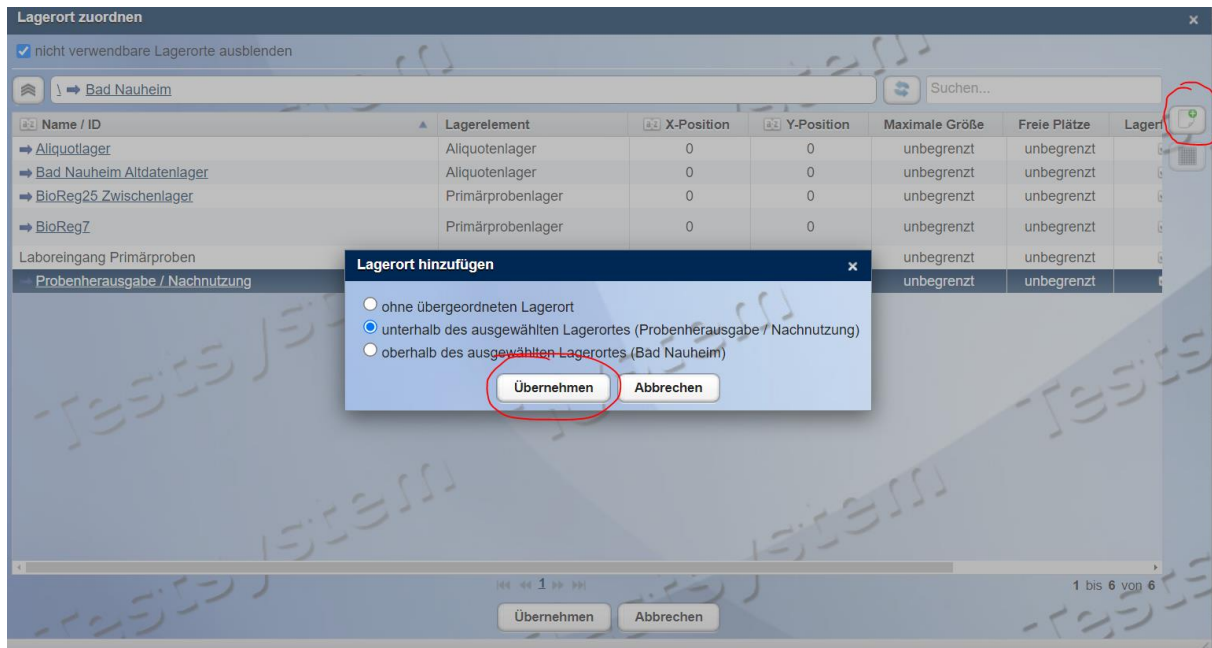 Lagerort zuordnen
nicht verwendbare Lagerorte ausblenden
\ ➡ Bad Nauheim
Suchen...
Name / ID Lagerelement X-Position Y-Position Maximale Größe Freie Plätze
Aliquotlager Aliquotenlager 0 0 unbegrenzt unbegrenzt
Bad Nauheim Altdatenlager Aliquotenlager 0 0 unbegrenzt unbegrenzt
BioReg25 Zwischenlager Primärprobenlager 0 0 unbegrenzt unbegrenzt
BioReg7 Primärprobenlager 0 0 unbegrenzt unbegrenzt
Laboreingang Primärproben unbegrenzt unbegrenzt
Probenherausgabe / Nachnutzung unbegrenzt unbegrenzt
Lagerort hinzufügen
ohne übergeordneten Lagerort
unterhalb des ausgewählten Lagerortes (Probenherausgabe / Nachnutzung)
oberhalb des ausgewählten Lagerortes (Bad Nauheim)
Übernehmen Abbrechen
1 1 bis 6 von 6
Übernehmen Abbrechen